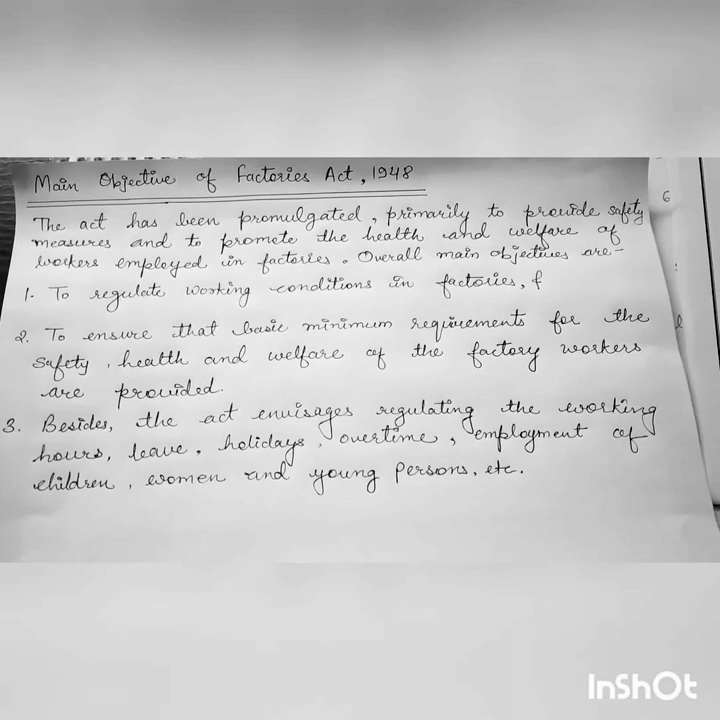 Main Objective of Factories Act, 1948
The act has been promulgated, primarily to provide safety
measures and to promote the health and welfare of
workers employed in factories. Overall main objectives are-
1. To regulate working conditions in factories, &
2. To ensure that basic minimum requirements for the
safety, health and welfare of the factory workers
are provided.
3. Besides, the act envisages regulating the working
hours, leave, holidays, overtime, employment of
children, women and young persons, etc.
6
InShOt